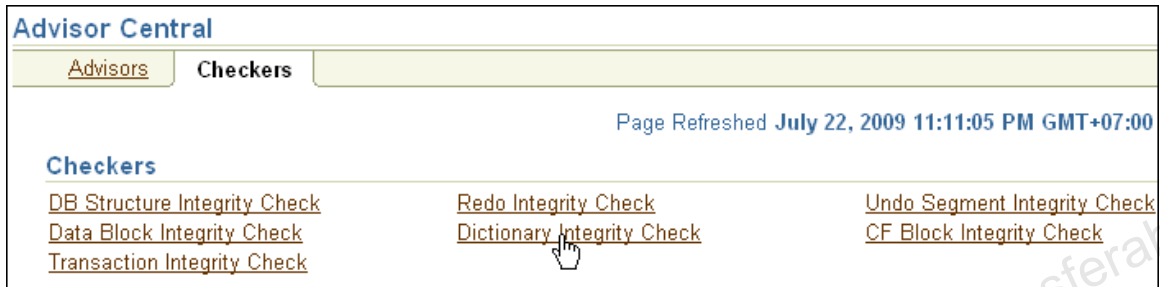 Advisor Central
Advisors Checkers
Page Refreshed July 22, 2009 11:11:05 PM GMT+07:00
Checkers
DB Structure Integrity Check Redo Integrity Check Undo Segment Integrity Check
Data Block Integrity Check Dictionary Integrity Check CF Block Integrity Check
Transaction Integrity Check